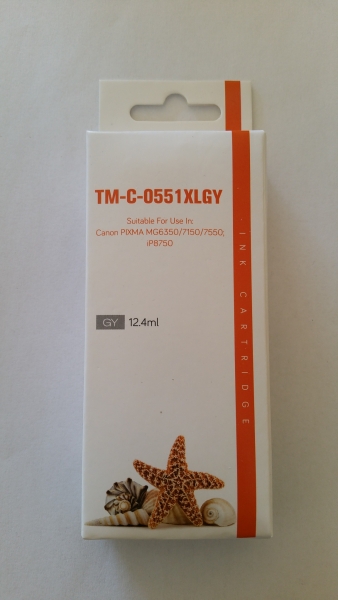 TM-C-0551XLGY
Suitable For Use In:
Canon PIXMA MG6350/7150/7550;
iP8750
GY 12.4ml
INK CARTRIDGE